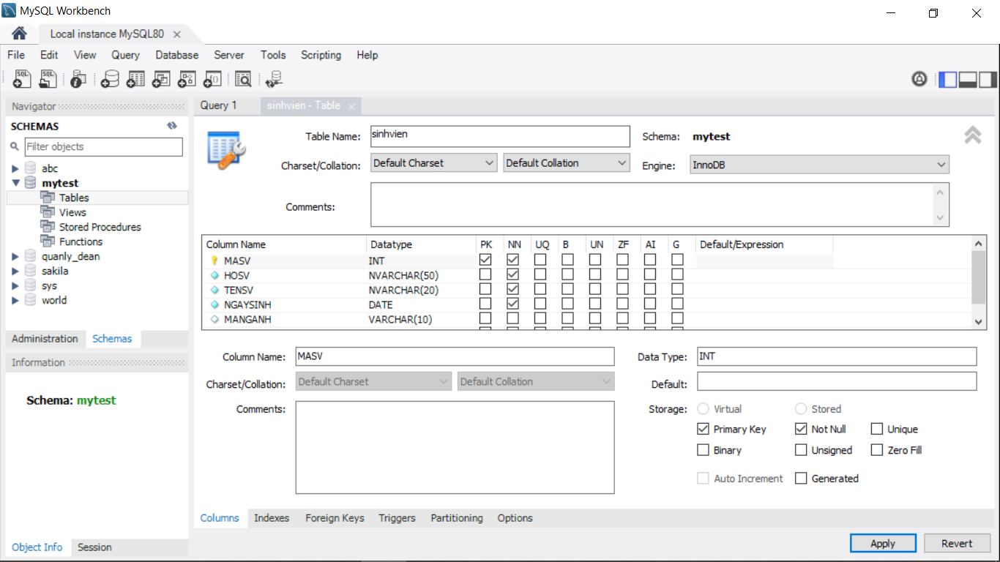 MySQL Workbench
Local instance MySQL80
File Edit View Query Database Server Tools Scripting Help
Navigator
SCHEMAS
Filter objects
abc
mytest
Tables
Views
Stored Procedures
Functions
quanly_dean
sakila
sys
world
Administration Schemas
Information
Schema: mytest
Object Info Session
Query 1 sinhvien - Table
Table Name: sinhvien Schema: mytest
Charset/Collation: Default Charset Default Collation Engine: InnoDB
Comments:
Column Name Datatype PK NN UQ B UN ZF AI G Default/Expression
MASV INT
HOSV NVARCHAR(50)
TENSV NVARCHAR(20)
NGAYSINH DATE
MANGANH VARCHAR(10)
Column Name: MASV Data Type: INT
Charset/Collation: Default Charset Default Collation Default:
Comments: Storage: Virtual Stored
Primary Key Not Null Unique
Binary Unsigned Zero Fill
Auto Increment Generated
Columns Indexes Foreign Keys Triggers Partitioning Options
Apply Revert